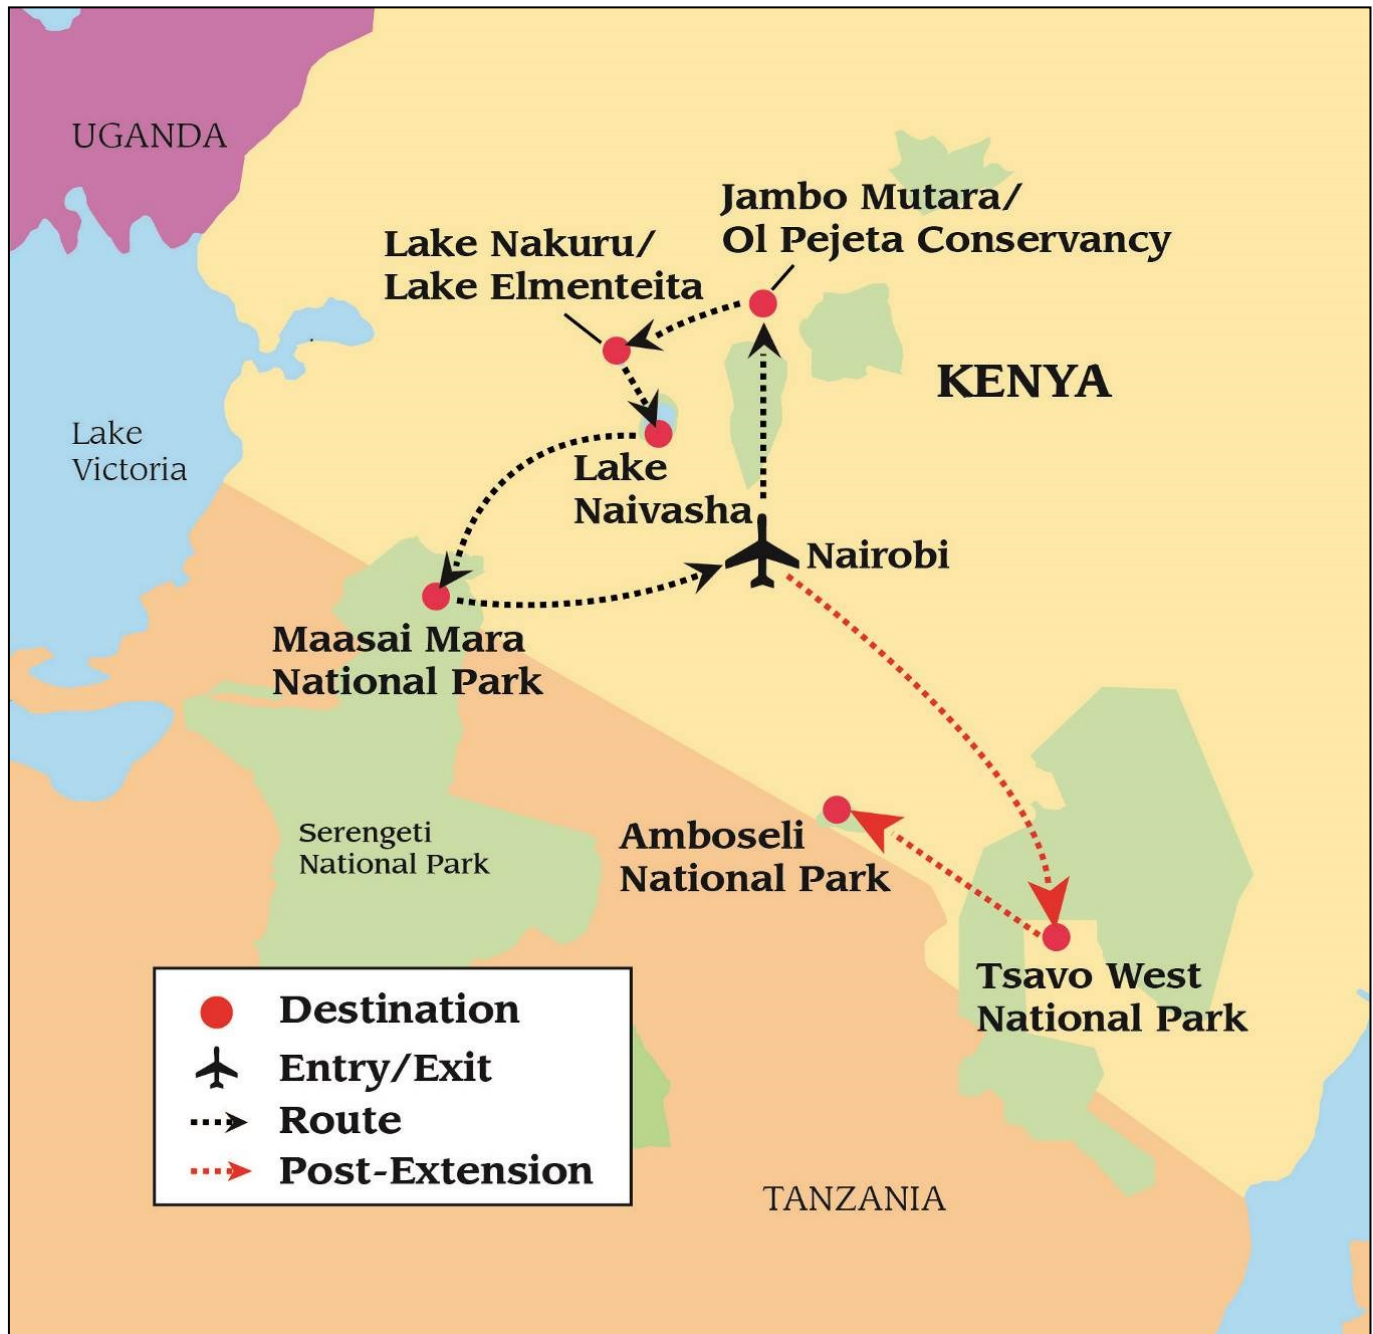 UGANDA
Jambo Mutara/
Ol Pejeta Conservancy
Lake Nakuru/
Lake Elmenteita
KENYA
Lake
Victoria
Lake
Naivasha
Nairobi
Maasai Mara
National Park
Serengeti
National Park
Amboseli
National Park
Tsavo West
National Park
Destination
Entry/Exit
Route
Post-Extension
TANZANIA